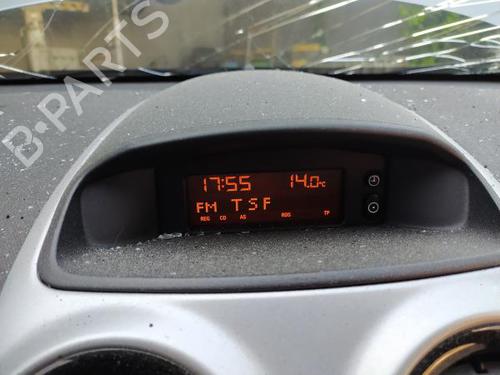 B-PARTS
17:55 14.0°C
FM TSF
REG CD AS RDS TP